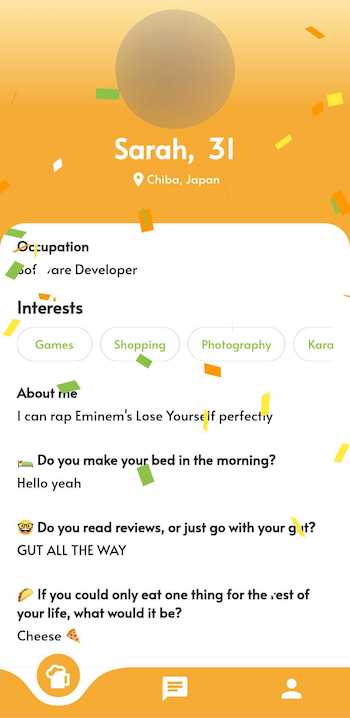 Sarah, 31
Chiba, Japan
Occupation
Software Developer
Interests
Games Shopping Photography Kara
About me
I can rap Eminem's Lose Yourself perfectly
Do you make your bed in the morning?
Hello yeah
Do you read reviews, or just go with your gut?
GUT ALL THE WAY
If you could only eat one thing for the rest of
your life, what would it be?
Cheese